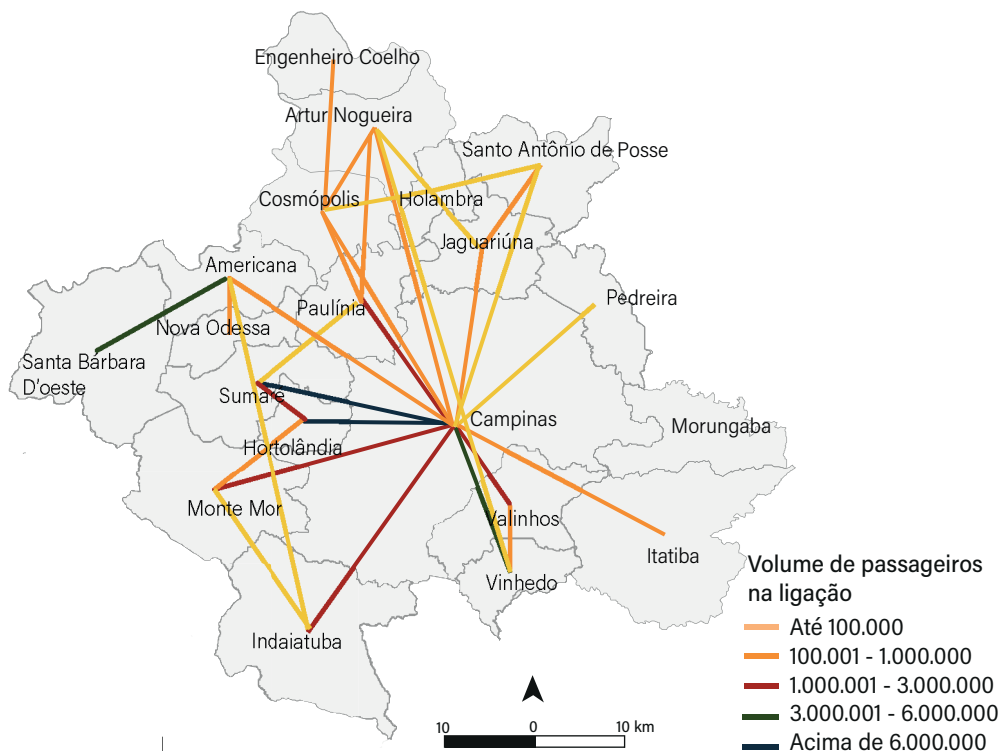 Engenheiro Coelho
Artur Nogueira
Santo Antônio de Posse
Cosmópolis
Holambra
Jaguariúna
Americana
Pedreira
Paulínia
Nova Odessa
Santa Bárbara
D'oeste
Sumaré
Campinas
Morungaba
Hortolândia
Monte Mor
Valinhos
Itatiba
Vinhedo
Indaiatuba
Volume de passageiros
na ligação
Até 100.000
100.001 - 1.000.000
1.000.001 - 3.000.000
3.000.001 - 6.000.000
Acima de 6.000.000
10 0 10 km